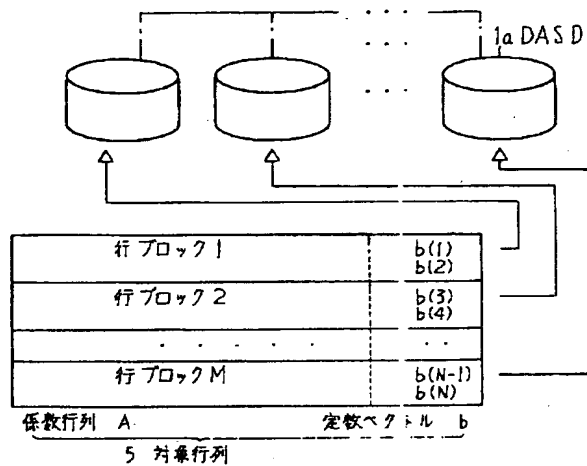 1a DASD
行ブロック1
b(1)
b(2)
行ブロック2
b(3)
b(4)
行ブロックM
b(N-1)
b(N)
係数行列 A 定数ベクトル b
5 対象行列